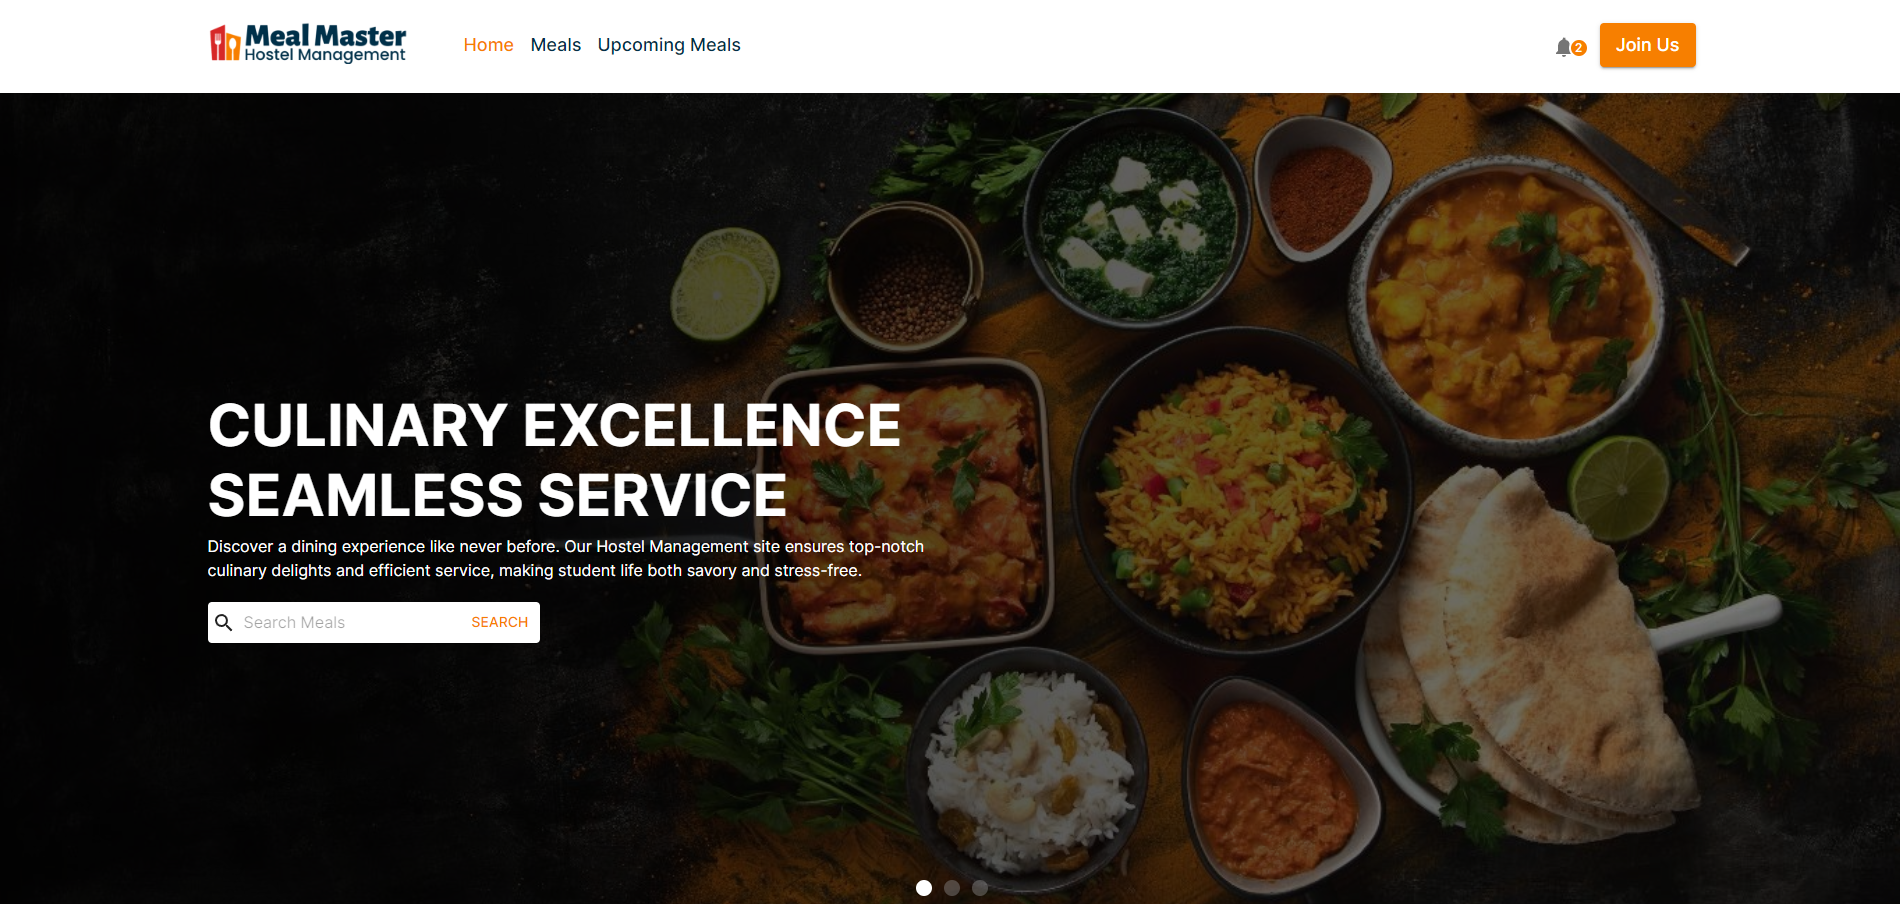 Meal Master
Hostel Management
Home Meals Upcoming Meals
2
Join Us
CULINARY EXCELLENCE
SEAMLESS SERVICE
Discover a dining experience like never before. Our Hostel Management site ensures top-notch
culinary delights and efficient service, making student life both savory and stress-free.
Search Meals SEARCH